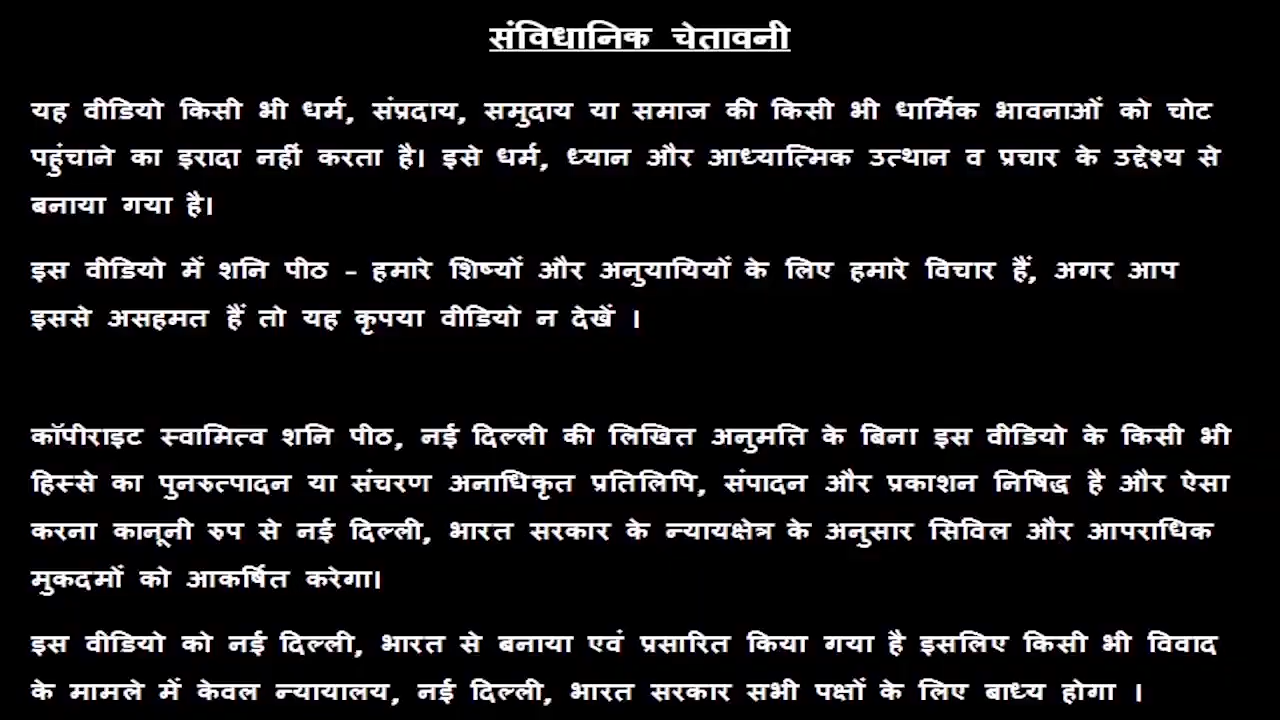 संविधानिक चेतावनी
यह वीडियो किसी भी धर्म, संप्रदाय, समुदाय या समाज की किसी भी धार्मिक भावनाओं को चोट
पहुंचाने का इरादा नहीं करता है। इसे धर्म, ध्यान और आध्यात्मिक उत्थान व प्रचार के उद्देश्य से
बनाया गया है।
इस वीडियो में शनि पीठ – हमारे शिष्यों और अनुयायियों के लिए हमारे विचार हैं, अगर आप
इससे असहमत हैं तो यह कृपया वीडियो न देखें ।
कॉपीराइट स्वामित्व शनि पीठ, नई दिल्ली की लिखित अनुमति के बिना इस वीडियो के किसी भी
हिस्से का पुनरुत्पादन या संचरण अनाधिकृत प्रतिलिपि, संपादन और प्रकाशन निषिद्ध है और ऐसा
करना कानूनी रुप से नई दिल्ली, भारत सरकार के न्यायक्षेत्र के अनुसार सिविल और आपराधिक
मुकदमों को आकर्षित करेगा।
इस वीडियो को नई दिल्ली, भारत से बनाया एवं प्रसारित किया गया है इसलिए किसी भी विवाद
के मामले में केवल न्यायालय, नई दिल्ली, भारत सरकार सभी पक्षों के लिए बाध्य होगा ।